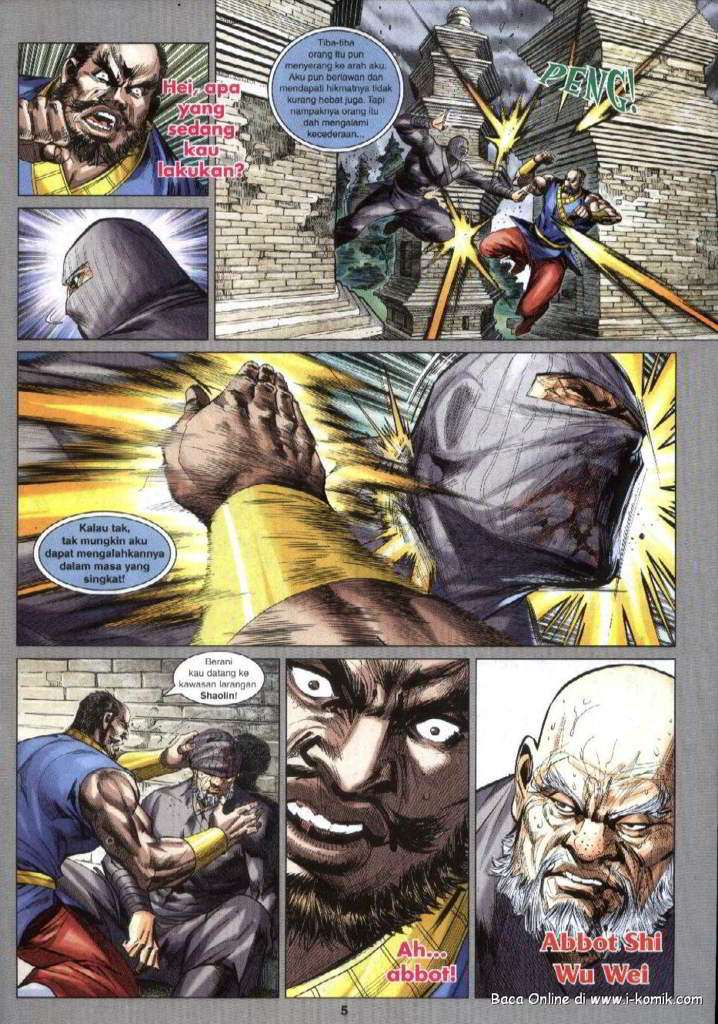 Hei, apa
yang
sedang
kau
lakukan?
Tiba-tiba
orang itu pun
menyerang ke arah aku.
Aku pun berlawan dan
mendapati hikmatnya tidak
kurang hebat juga. Tapi
nampaknya orang itu
dah mengalami
kecederaan...
PENG!
Kalau tak,
tak mungkin aku
dapat mengalahkannya
dalam masa yang
singkat!
Berani
kau datang ke
kawasan larangan
Shaolin!
Ah...
abbot!
Abbot Shi
Wu Wei
5
Baca Online di www.i-komik.com